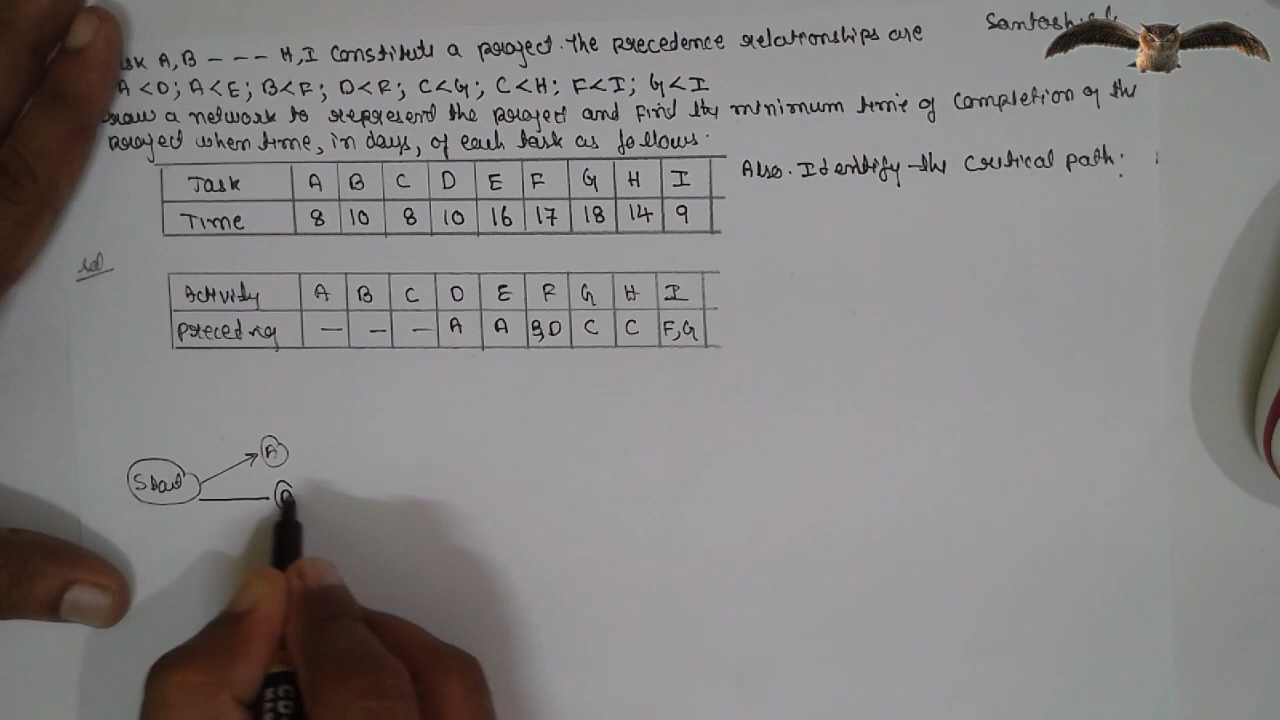 A,B --- H,I constitute a project. The precedence relationships are
A<D; A<E; B<F; D<F; C<G; C<H; F<I; G<I
a network to represent the project and find the minimum time of completion of the
project when time, in days, of each task as follows.
Also. Identify the critical path:
Task A B C D E F G H I
Time 8 10 8 10 16 17 18 14 9
sol
Activity A B C D E F G H I
preceding — — — A A B,D C C F,G
Start A